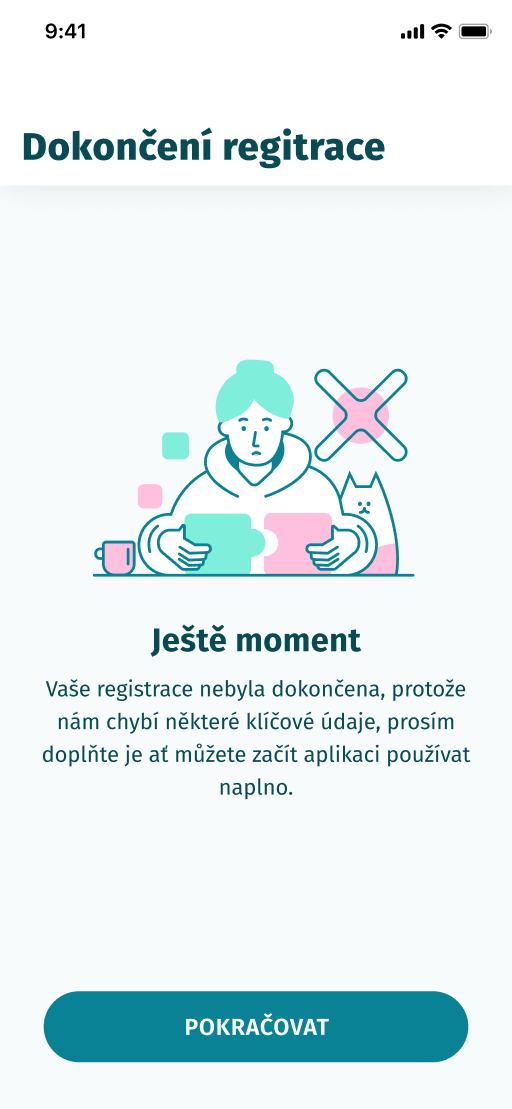 9:41
Dokončení regitrace
Ještě moment
Vaše registrace nebyla dokončena, protože
nám chybí některé klíčové údaje, prosím
doplňte je ať můžete začít aplikaci používat
naplno.
POKRAČOVAT